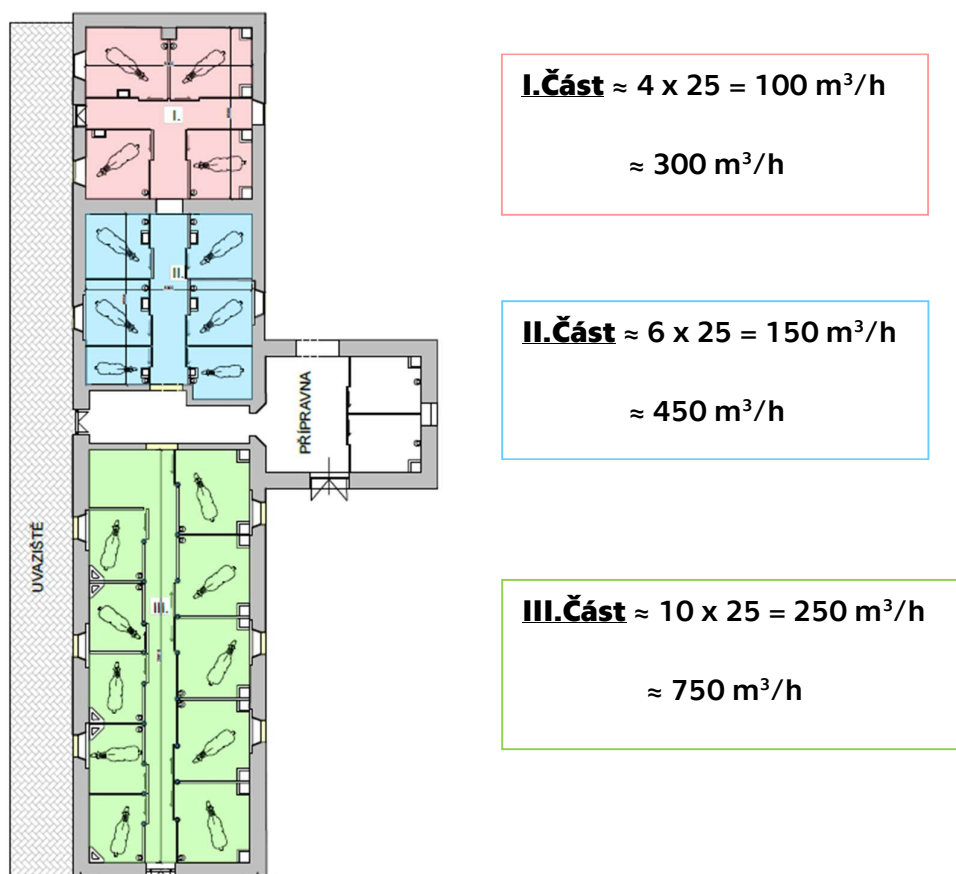 I.
I.Část ≈ 4 x 25 = 100 m³/h
≈ 300 m³/h
II.
II.Část ≈ 6 x 25 = 150 m³/h
≈ 450 m³/h
PŘÍPRAVNA
UVAZIŠTĚ
III.
III.Část ≈ 10 x 25 = 250 m³/h
≈ 750 m³/h